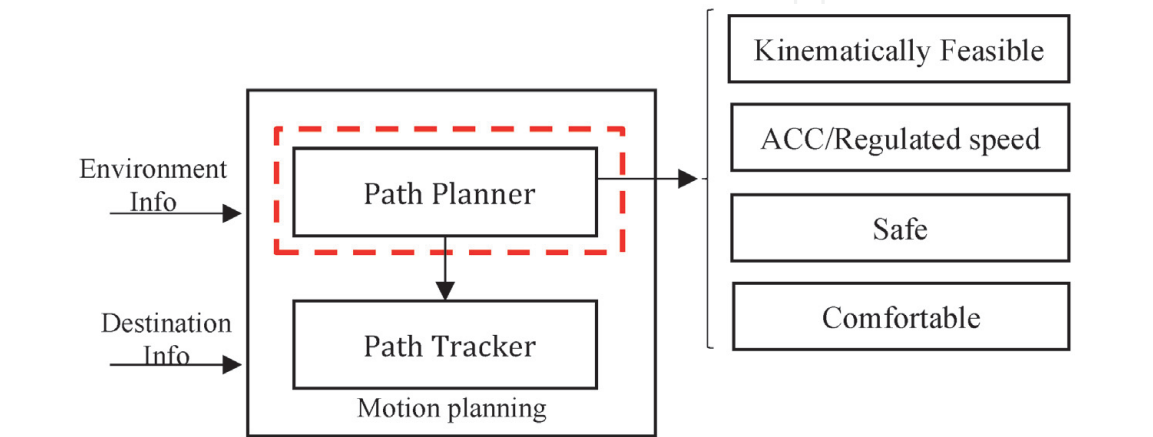 Kinematically Feasible
ACC/Regulated speed
Safe
Comfortable
Environment
Info
Path Planner
Destination
Info
Path Tracker
Motion planning